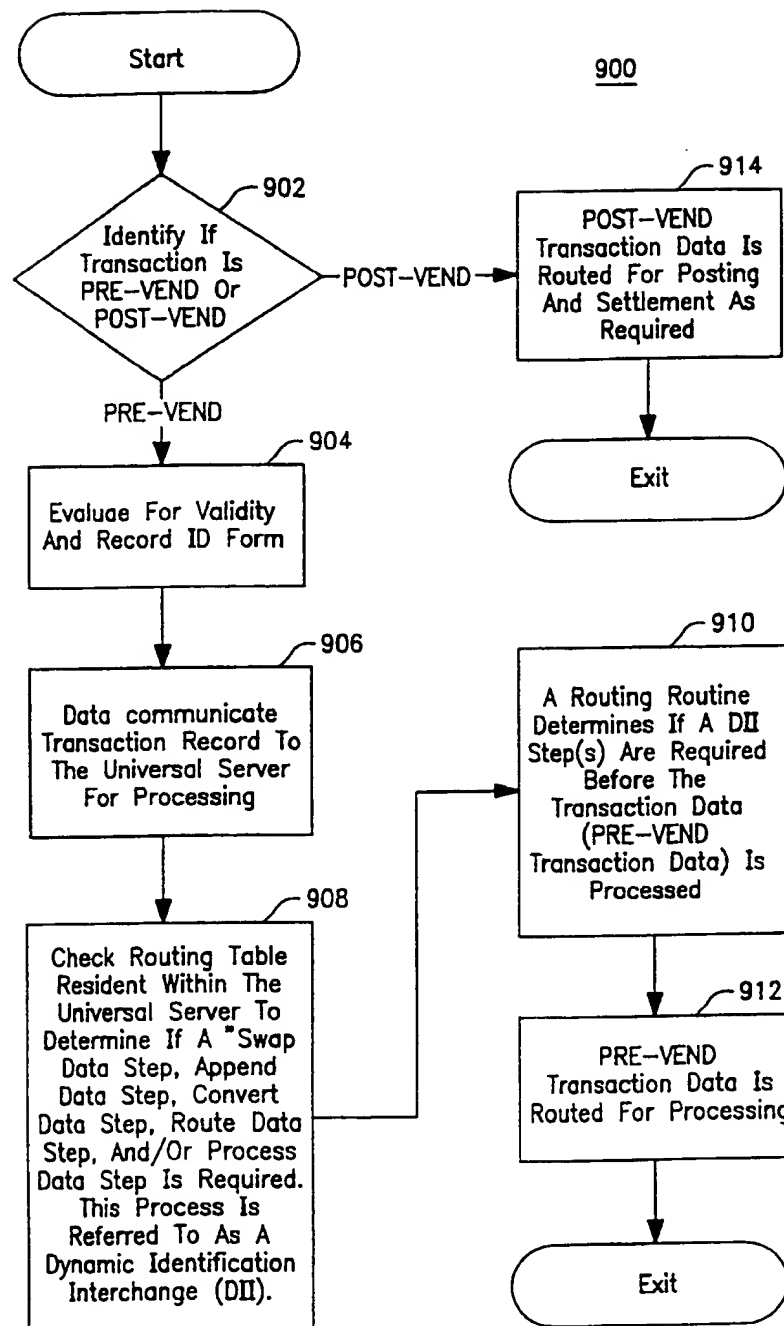 Start
900
902
Identify If
Transaction Is
PRE-VEND Or
POST-VEND
POST-VEND
914
POST-VEND
Transaction Data Is
Routed For Posting
And Settlement As
Required
Exit
PRE-VEND
904
Evaluae For Validity
And Record ID Form
906
Data communicate
Transaction Record To
The Universal Server
For Processing
908
Check Routing Table
Resident Within The
Universal Server To
Determine If A "Swap
Data Step, Append
Data Step, Convert
Data Step, Route Data
Step, And/Or Process
Data Step Is Required.
This Process Is
Referred To As A
Dynamic Identification
Interchange (DII).
910
A Routing Routine
Determines If A DII
Step(s) Are Required
Before The
Transaction Data
(PRE-VEND
Transaction Data) Is
Processed
912
PRE-VEND
Transaction Data Is
Routed For Processing
Exit